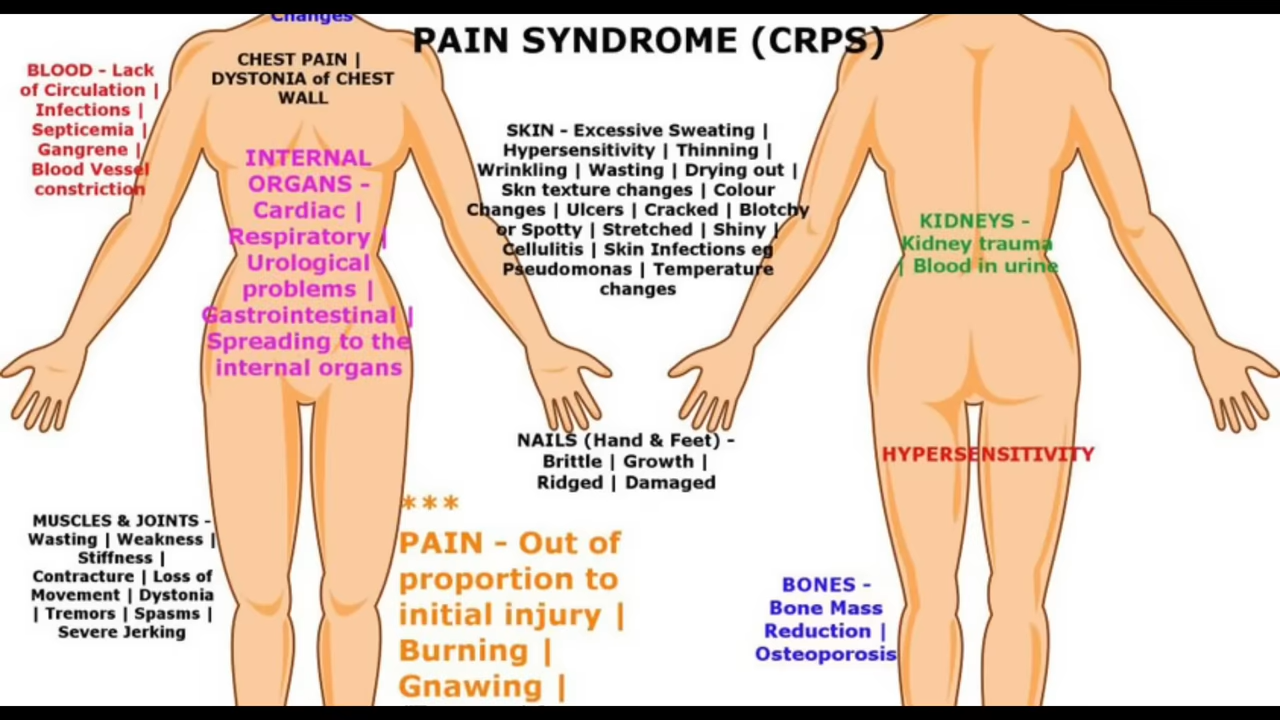 Changes
PAIN SYNDROME (CRPS)
CHEST PAIN |
DYSTONIA of CHEST
WALL
BLOOD - Lack
of Circulation |
Infections |
Septicemia |
Gangrene |
Blood Vessel
constriction
INTERNAL
ORGANS -
Cardiac |
Respiratory |
Urological
problems |
Gastrointestinal |
Spreading to the
internal organs
SKIN - Excessive Sweating |
Hypersensitivity | Thinning |
Wrinkling | Wasting | Drying out |
Skn texture changes | Colour
Changes | Ulcers | Cracked | Blotchy
or Spotty | Stretched | Shiny |
Cellulitis | Skin Infections eg
Pseudomonas | Temperature
changes
KIDNEYS -
Kidney trauma
| Blood in urine
NAILS (Hand & Feet) -
Brittle | Growth |
Ridged | Damaged
HYPERSENSITIVITY
MUSCLES & JOINTS -
Wasting | Weakness |
Stiffness |
Contracture | Loss of
Movement | Dystonia
| Tremors | Spasms |
Severe Jerking
***
PAIN - Out of
proportion to
initial injury |
Burning |
Gnawing |
BONES -
Bone Mass
Reduction |
Osteoporosis